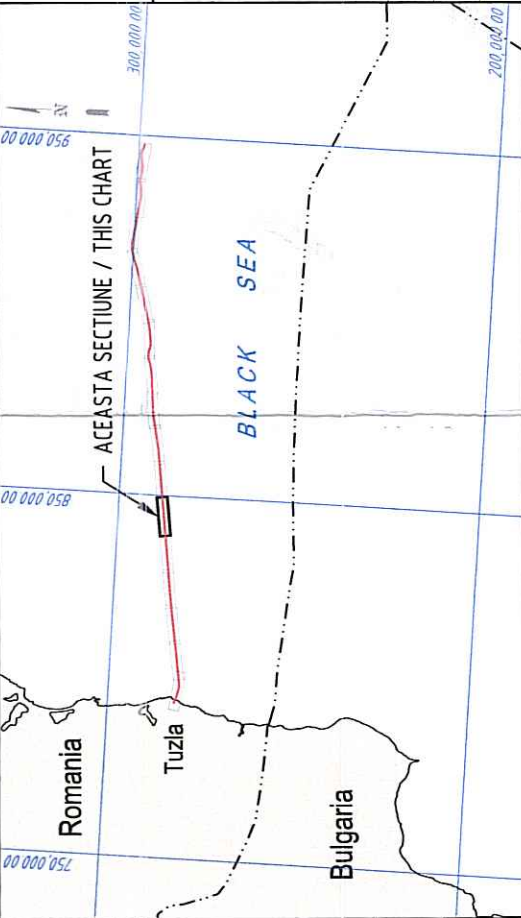 750,000.00
850,000.00
950,000.00
N
Romania
ACEASTA SECTIUNE / THIS CHART
300,000.00
Tuzla
BLACK SEA
Bulgaria
200,000.00